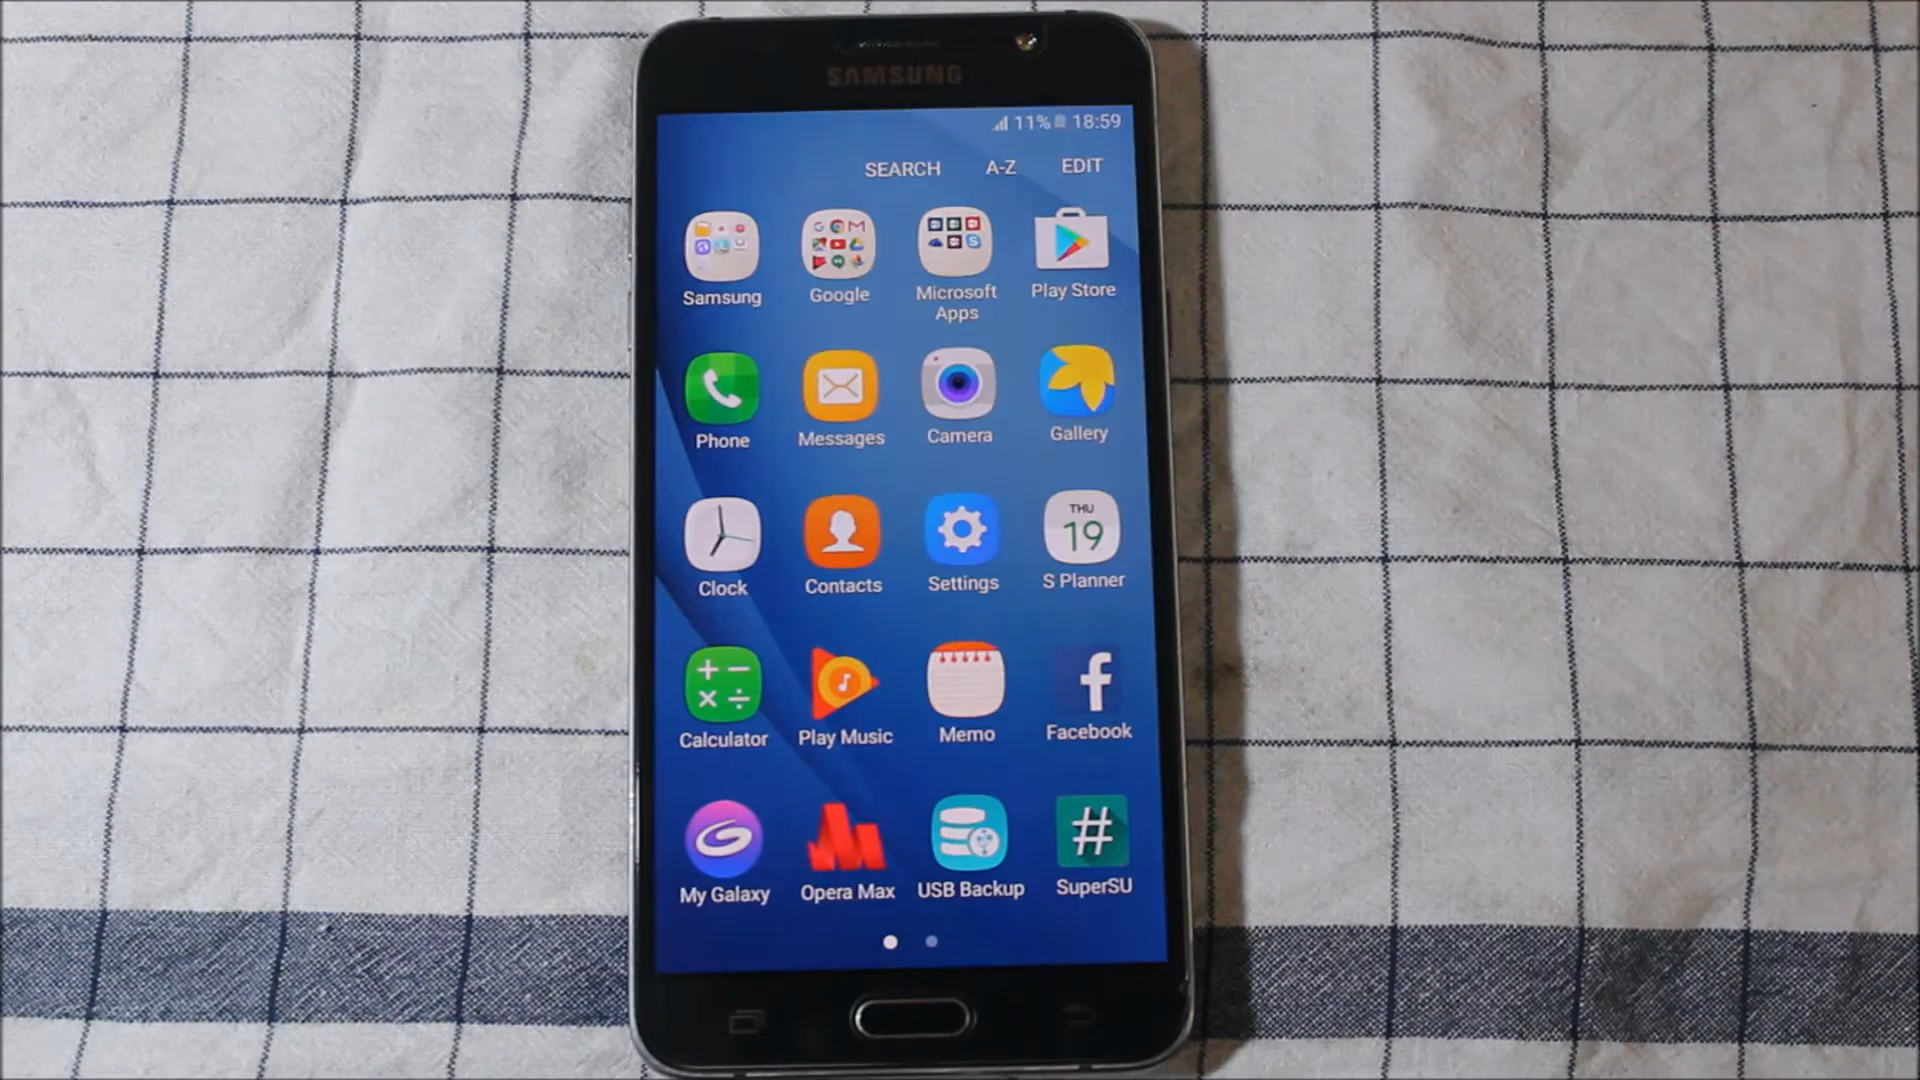 SAMSUNG
11% 18:59
SEARCH A-Z EDIT
Samsung Google Microsoft Apps Play Store
Phone Messages Camera Gallery
THU
19
Clock Contacts Settings S Planner
Calculator Play Music Memo Facebook
My Galaxy Opera Max USB Backup SuperSU